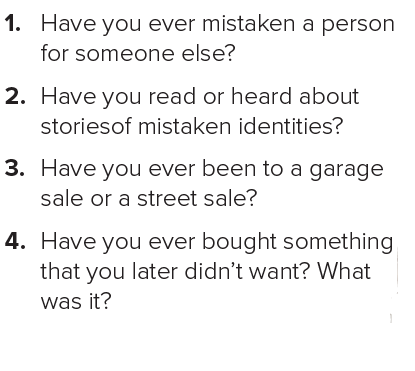 1. Have you ever mistaken a person
for someone else?
2. Have you read or heard about
storiesof mistaken identities?
3. Have you ever been to a garage
sale or a street sale?
4. Have you ever bought something
that you later didn't want? What
was it?